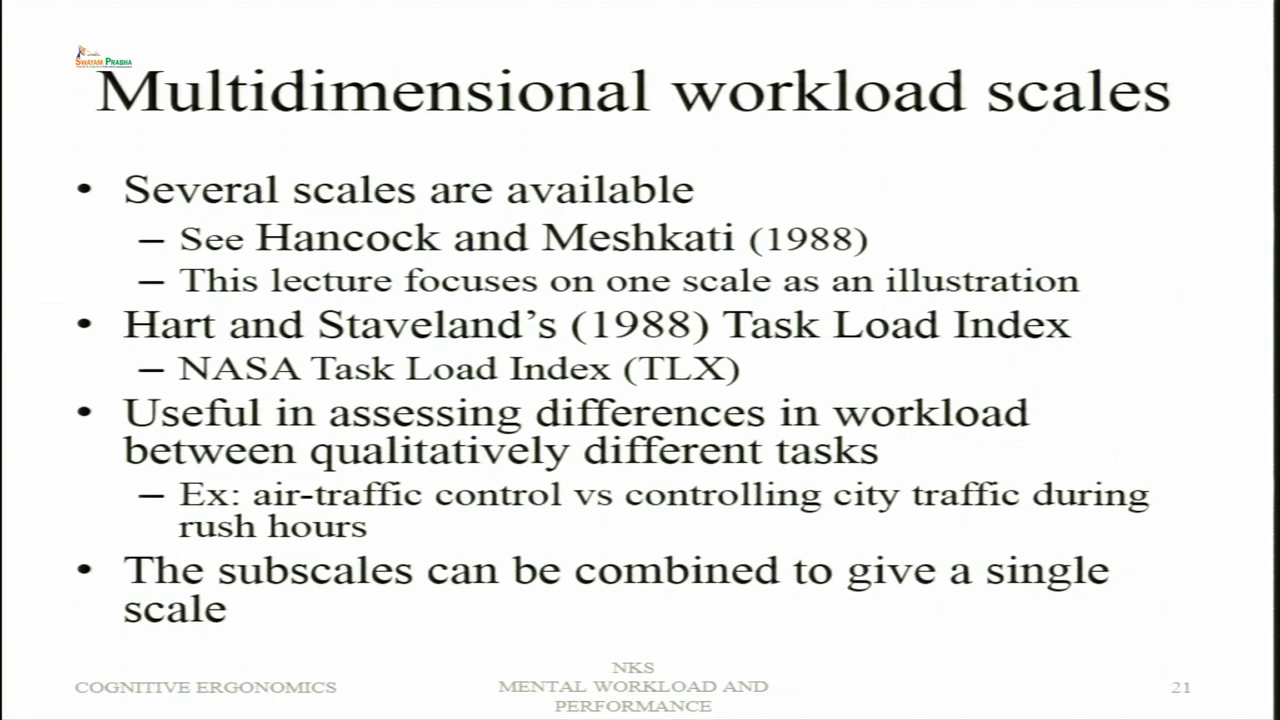 SWAYAM PRABHA
Multidimensional workload scales
• Several scales are available
– See Hancock and Meshkati (1988)
– This lecture focuses on one scale as an illustration
• Hart and Staveland’s (1988) Task Load Index
– NASA Task Load Index (TLX)
• Useful in assessing differences in workload
between qualitatively different tasks
– Ex: air-traffic control vs controlling city traffic during
rush hours
• The subscales can be combined to give a single
scale
COGNITIVE ERGONOMICS
NKS
MENTAL WORKLOAD AND
PERFORMANCE
21